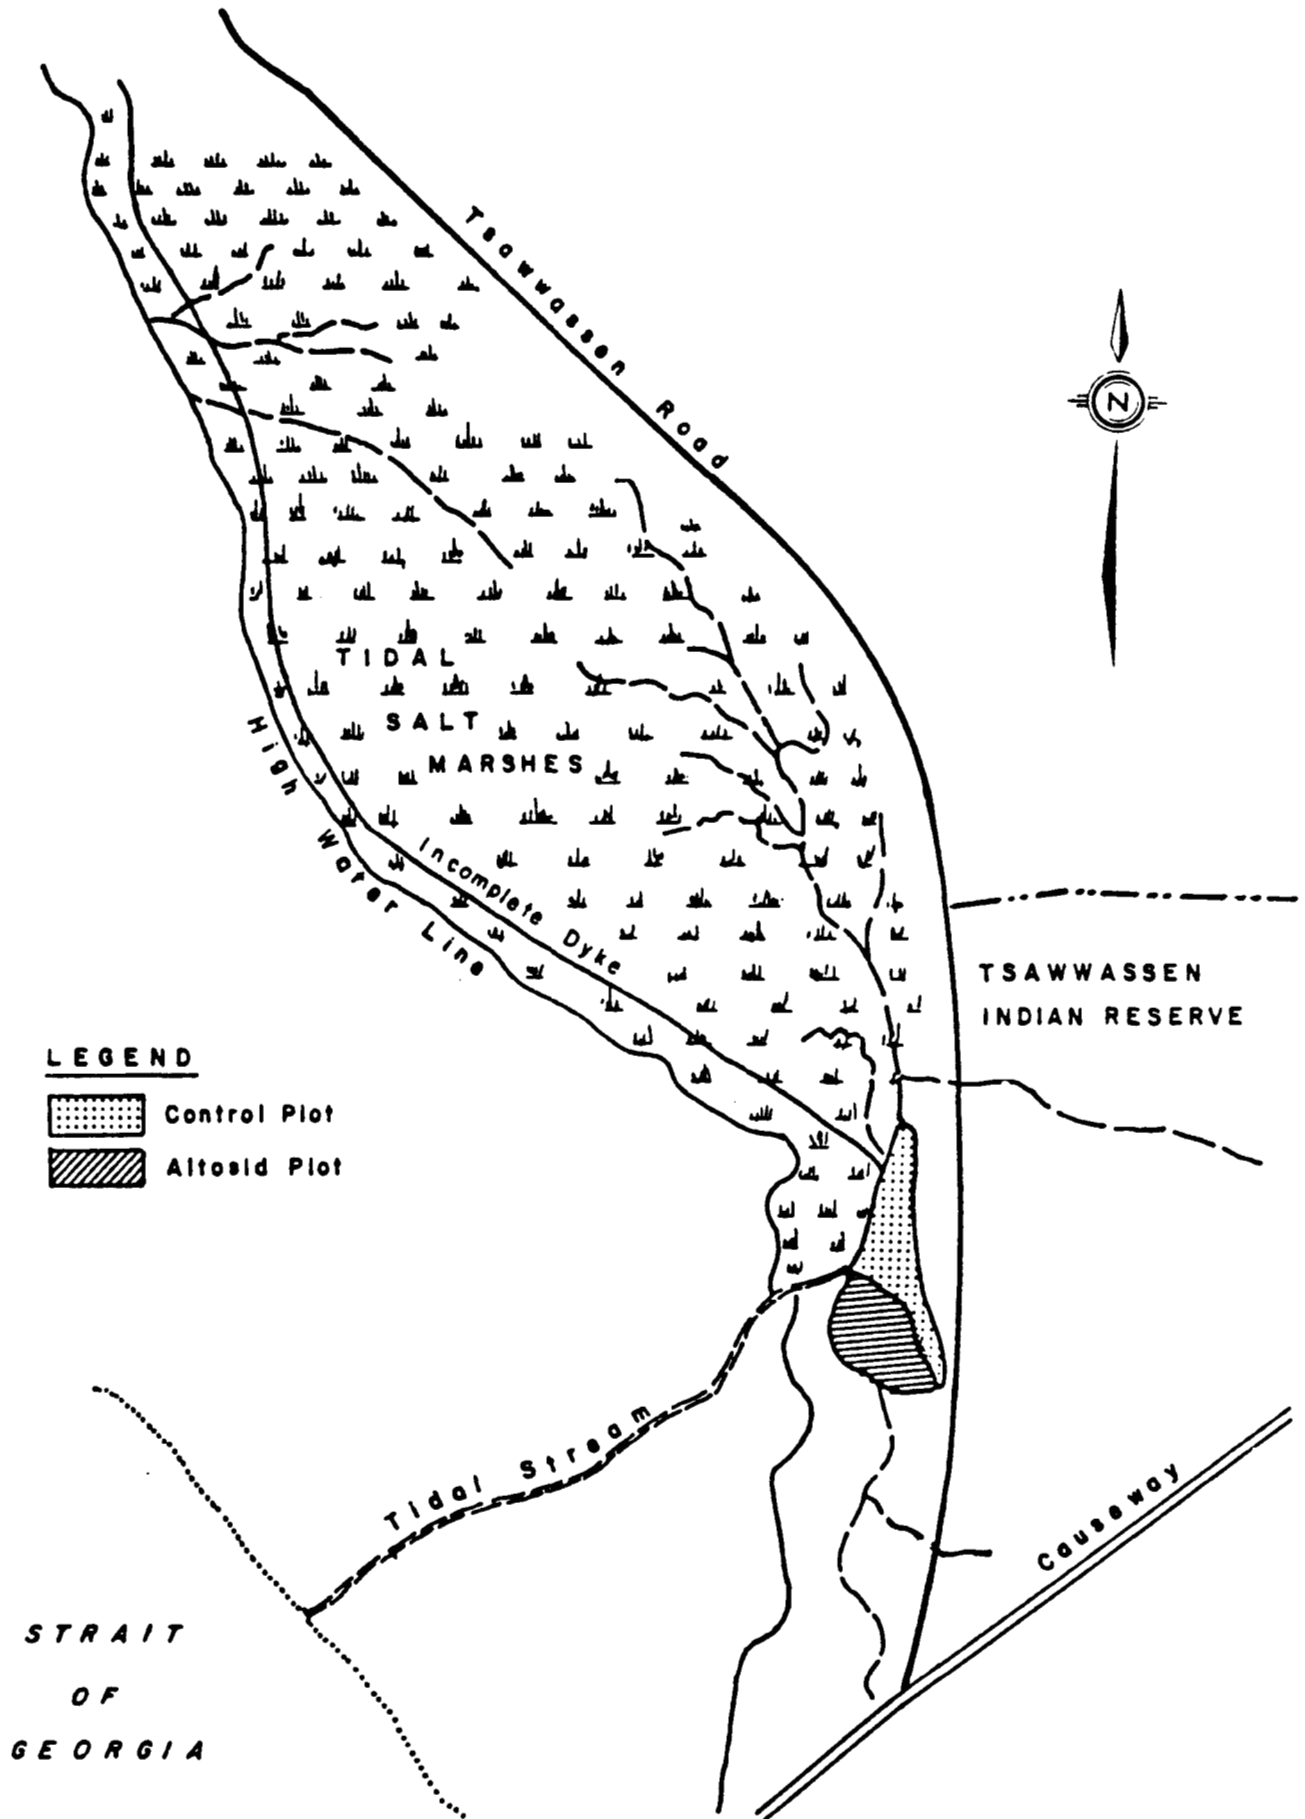 Tsawwassen Road
N
TIDAL
SALT
MARSHES
High Water Line
Incomplete Dyke
TSAWWASSEN
INDIAN RESERVE
LEGEND
Control Plot
Altosid Plot
Tidal Stream
Causeway
STRAIT
OF
GEORGIA